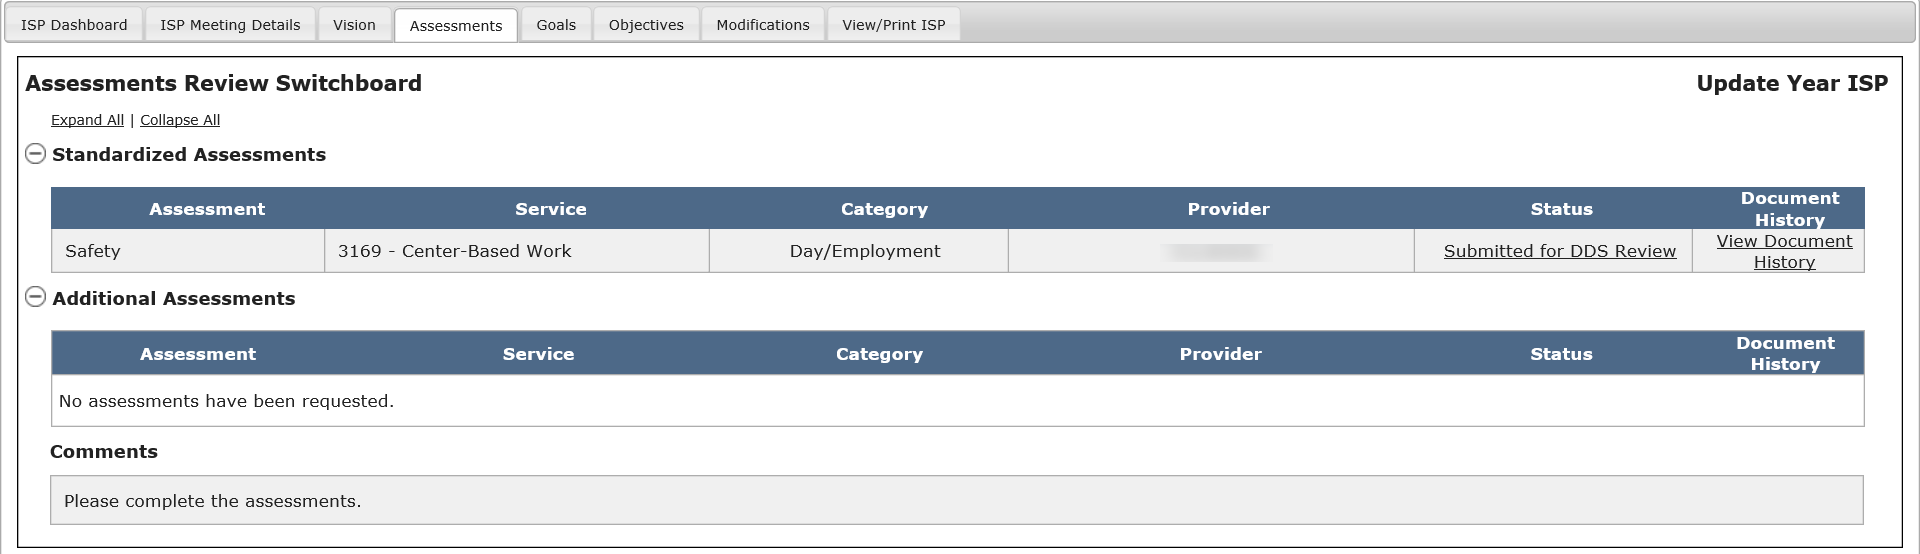 ISP Dashboard ISP Meeting Details Vision Assessments Goals Objectives Modifications View/Print ISP
Assessments Review Switchboard Update Year ISP
Expand All | Collapse All
Standardized Assessments
Assessment Service Category Provider Status Document History
Safety 3169 - Center-Based Work Day/Employment Submitted for DDS Review View Document History
Additional Assessments
Assessment Service Category Provider Status Document History
No assessments have been requested.
Comments
Please complete the assessments.